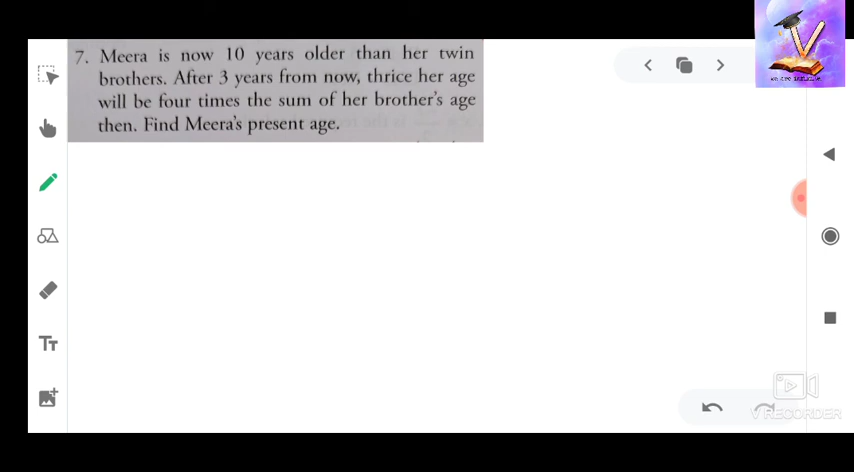 7. Meera is now 10 years older than her twin
brothers. After 3 years from now, thrice her age
will be four times the sum of her brother's age
then. Find Meera's present age.
V
TT
V RECORDER